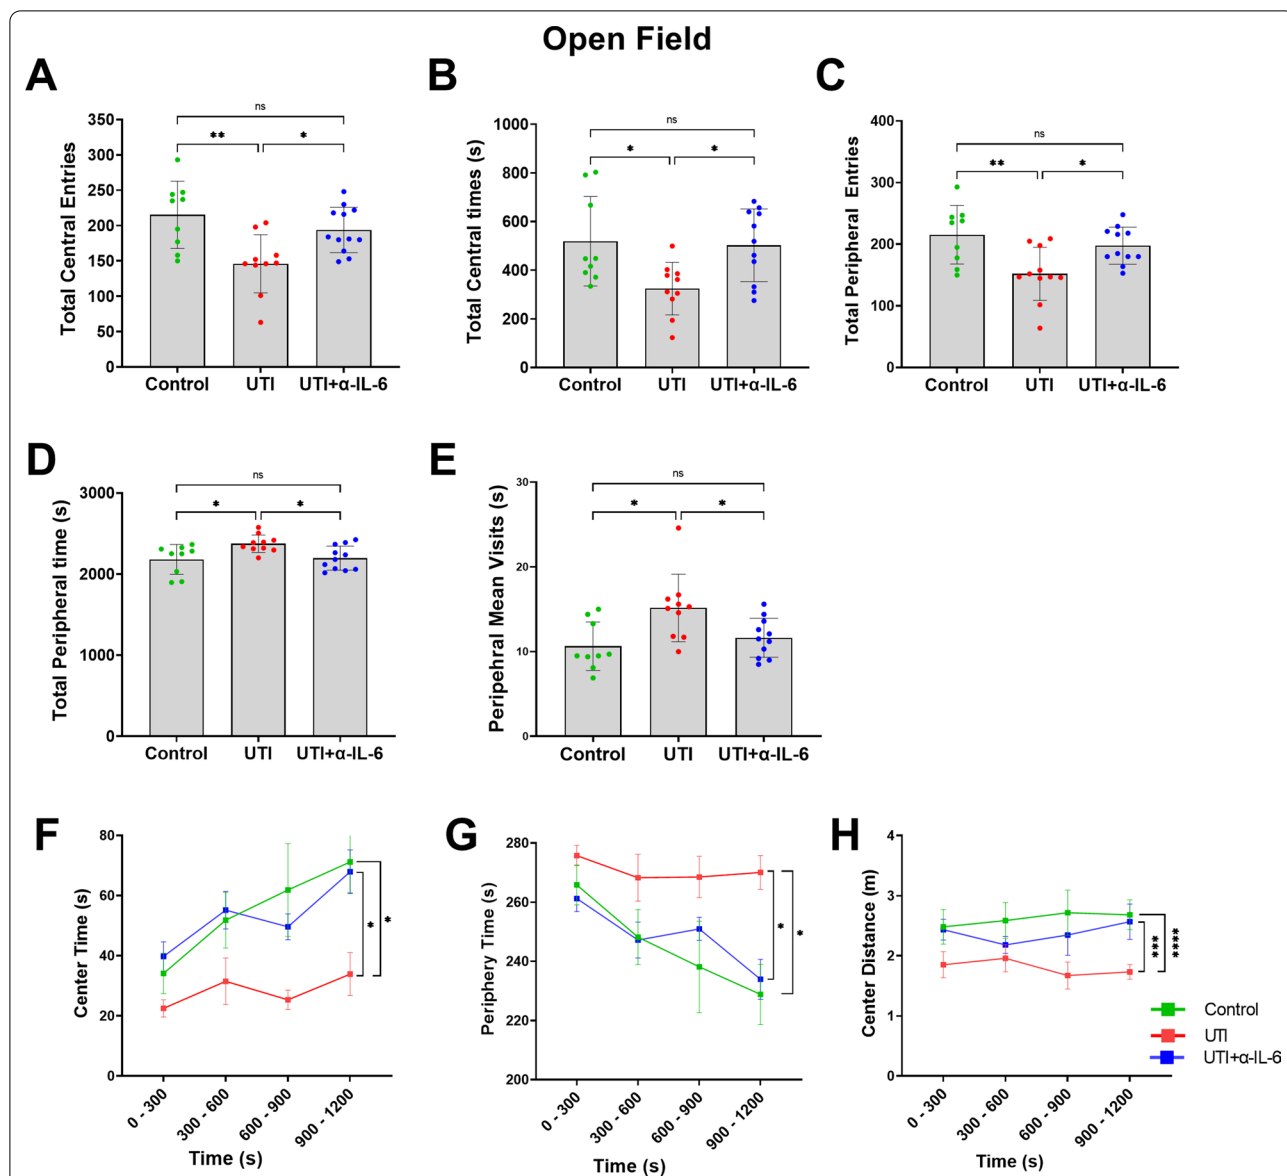 Open Field
A
Total Central Entries
350
300
250
200
150
100
50
0
ns
**
*
Control UTI UTI+α-IL-6
B
Total Central times (s)
1000
800
600
400
200
0
ns
*
*
Control UTI UTI+α-IL-6
C
Total Peripheral Entries
400
300
200
100
0
ns
**
*
Control UTI UTI+α-IL-6
D
Total Peripheral time (s)
3000
2000
1000
0
ns
*
*
Control UTI UTI+α-IL-6
E
Peripehral Mean Visits (s)
30
20
10
0
ns
*
*
Control UTI UTI+α-IL-6
F
Center Time (s)
80
60
40
20
0
*
*
0 - 300
300 - 600
600 - 900
900 - 1200
Time (s)
G
Periphery Time (s)
280
260
240
220
200
*
*
0 - 300
300 - 600
600 - 900
900 - 1200
Time (s)
H
Center Distance (m)
4
3
2
1
0
***
****
0 - 300
300 - 600
600 - 900
900 - 1200
Time (s)
Control
UTI
UTI+α-IL-6